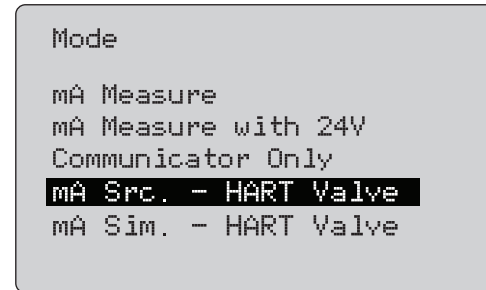 Mode
mA Measure
mA Measure with 24V
Communicator Only
mA Src. - HART Valve
mA Sim. - HART Valve